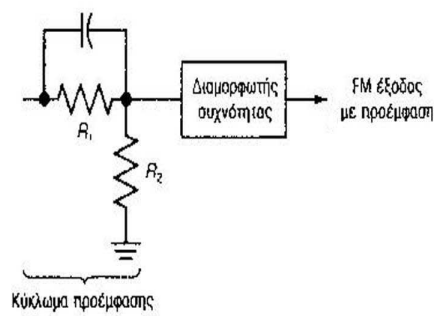 R₁
R₂
Διαμορφωτής
συχνότητας
FM έξοδος
με προέμφαση
Κύκλωμα προέμφασης